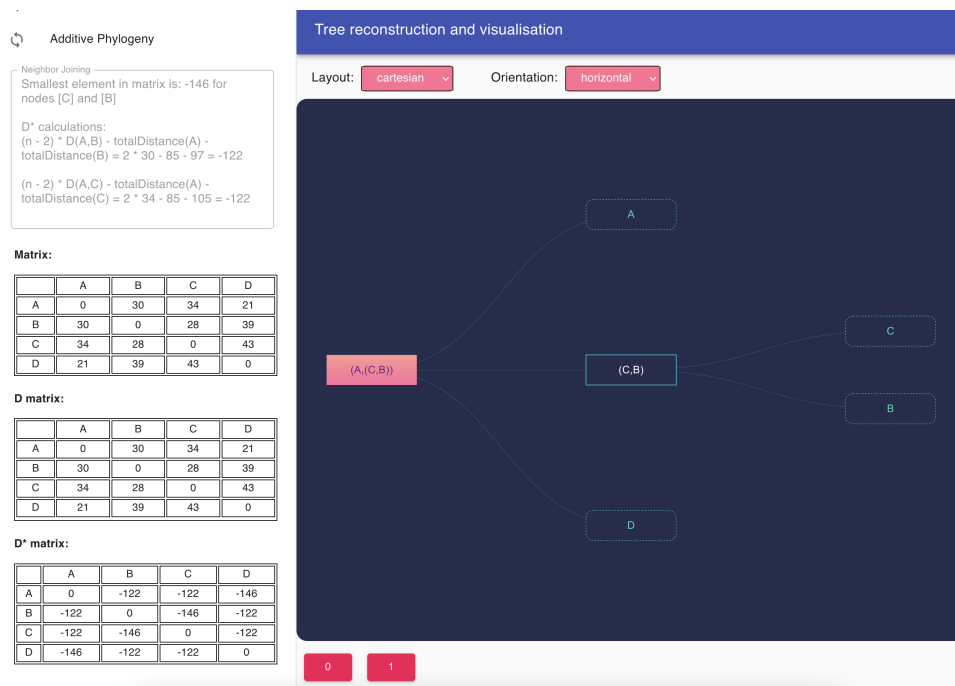 Additive Phylogeny
Neighbor Joining
Smallest element in matrix is: -146 for
nodes [C] and [B]
D* calculations:
(n - 2) * D(A,B) - totalDistance(A) -
totalDistance(B) = 2 * 30 - 85 - 97 = -122
(n - 2) * D(A,C) - totalDistance(A) -
totalDistance(C) = 2 * 34 - 85 - 105 = -122
Matrix:
A B C D
A 0 30 34 21
B 30 0 28 39
C 34 28 0 43
D 21 39 43 0
D matrix:
A B C D
A 0 30 34 21
B 30 0 28 39
C 34 28 0 43
D 21 39 43 0
D* matrix:
A B C D
A 0 -122 -122 -146
B -122 0 -146 -122
C -122 -146 0 -122
D -146 -122 -122 0
Tree reconstruction and visualisation
Layout: cartesian Orientation: horizontal
A
C
(A,(C,B)) (C,B)
B
D
0 1